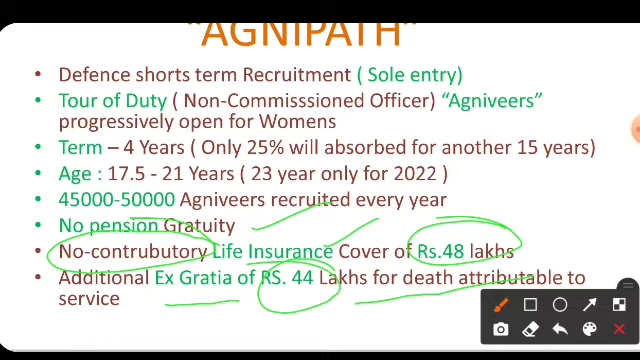 "AGNIPATH"
• Defence shorts term Recruitment ( Sole entry)
• Tour of Duty ( Non-Commisssioned Officer) "Agniveers"
progressively open for Womens
• Term – 4 Years ( Only 25% will absorbed for another 15 years)
• Age : 17.5 - 21 Years ( 23 year only for 2022 )
• 45000-50000 Agniveers recruited every year
• No pension Gratuity
• No-contrubutory Life Insurance Cover of Rs.48 lakhs
• Additional Ex Gratia of RS. 44 Lakhs for death attributable to
service